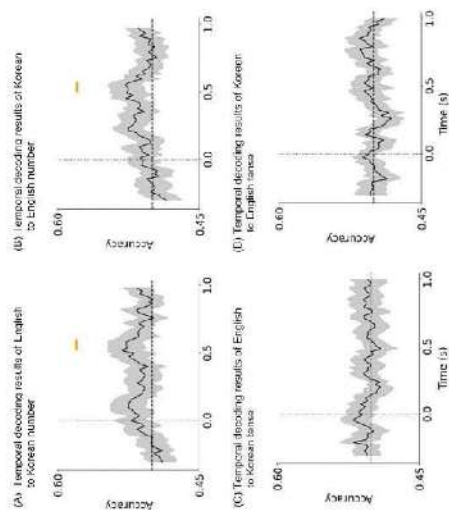 (A) Temporal decoding results of English
to Korean number
0.60
Accuracy
0.45
0.0
0.5
1.0
(B) Temporal decoding results of Korean
to English number
0.60
Accuracy
0.45
0.0
0.5
1.0
(C) Temporal decoding results of English
to Korean tense
0.60
Accuracy
0.45
0.0
0.5
1.0
Time (s)
(D) Temporal decoding results of Korean
to English tense
0.60
Accuracy
0.45
0.0
0.5
1.0
Time (s)